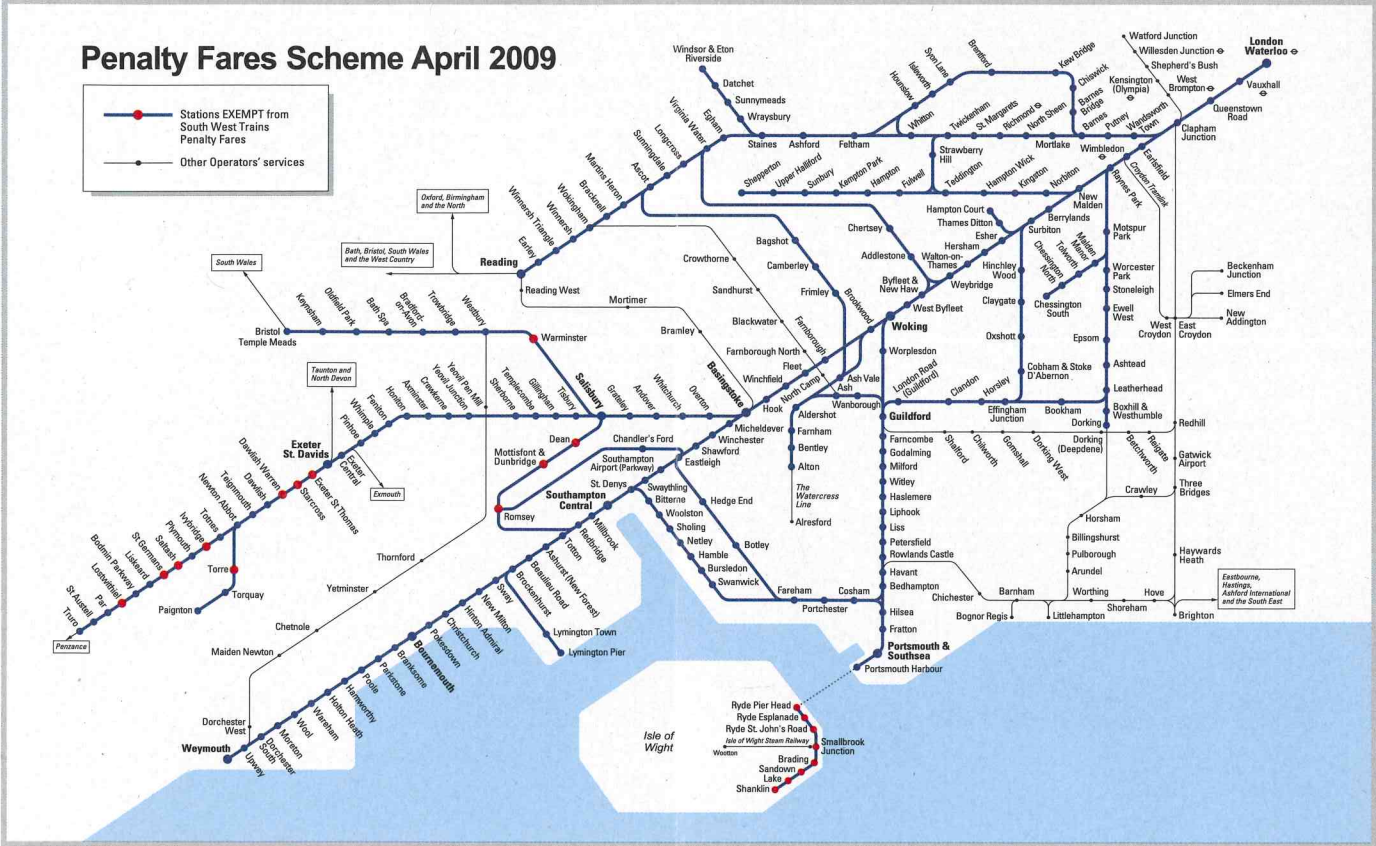 Penalty Fares Scheme April 2009
Stations EXEMPT from
South West Trains
Penalty Fares
Other Operators' services
Windsor & Eton
Riverside
Datchet
Sunnymeads
Wraysbury
Virginia Water
Egham
Longcross
Sunningdale
Ascot
Martins Heron
Bracknell
Wokingham
Winnersh
Winnersh Triangle
Earley
Reading
Staines
Ashford
Feltham
Hounslow
Isleworth
Syon Lane
Brentford
Kew Bridge
Chiswick
Barnes
Bridge
Barnes
Putney
Wandsworth
Town
Whitton
Twickenham
St. Margarets
Richmond
North Sheen
Mortlake
Strawberry
Hill
Watford Junction
Willesden Junction
Shepherd's Bush
Kensington
(Olympia)
West
Brompton
London
Waterloo
Vauxhall
Queenstown
Road
Clapham
Junction
Earlsfield
Wimbledon
Croydon Tramlink
Raynes Park
Shepperton
Upper Halliford
Sunbury
Kempton Park
Hampton
Fulwell
Teddington
Hampton Wick
Kingston
Norbiton
New
Malden
Berrylands
Surbiton
Hampton Court
Thames Ditton
Esher
Hersham
Walton-on-
Thames
Weybridge
Byfleet &
New Haw
West Byfleet
Woking
Chertsey
Addlestone
Motspur
Park
Malden
Manor
Tolworth
Chessington
North
Chessington
South
Worcester
Park
Stoneleigh
Ewell
West
Epsom
Ashtead
Leatherhead
Boxhill &
Westhumble
Dorking
Hinchley
Wood
Claygate
Oxshott
Cobham & Stoke
D'Abernon
Beckenham
Junction
Elmers End
New
Addington
West
Croydon
East
Croydon
Oxford, Birmingham
and the North
Bath, Bristol, South Wales
and the West Country
South Wales
Reading West
Mortimer
Bramley
Bagshot
Camberley
Frimley
Crowthorne
Sandhurst
Blackwater
Farnborough North
North Camp
Brookwood
Farnborough
Fleet
Winchfield
Hook
Basingstoke
Ash Vale
Ash
Wanborough
Aldershot
Farnham
Bentley
Alton
The
Watercress
Line
Alresford
Worplesdon
London Road
(Guildford)
Clandon
Horsley
Effingham
Junction
Bookham
Guildford
Shalford
Chilworth
Gomshall
Dorking West
Dorking
(Deepdene)
Betchworth
Reigate
Redhill
Gatwick
Airport
Three
Bridges
Crawley
Horsham
Billingshurst
Pulborough
Arundel
Haywards
Heath
Farncombe
Godalming
Milford
Witley
Haslemere
Liphook
Liss
Petersfield
Rowlands Castle
Havant
Bedhampton
Hilsea
Fratton
Portsmouth &
Southsea
Portsmouth Harbour
Chichester
Barnham
Bognor Regis
Littlehampton
Worthing
Shoreham
Hove
Brighton
Eastbourne,
Hastings,
Ashford International
and the South East
Bristol
Temple Meads
Keynsham
Oldfield Park
Bath Spa
Bradford-
on-Avon
Trowbridge
Westbury
Warminster
Salisbury
Grateley
Andover
Whitchurch
Overton
Taunton and
North Devon
Honiton
Axminster
Crewkerne
Yeovil Junction
Yeovil Pen Mill
Sherborne
Templecombe
Gillingham
Tisbury
Feniton
Whimple
Pinhoe
Exeter
Central
Exmouth
Exeter
St. Davids
Exeter St Thomas
Starcross
Dawlish Warren
Dawlish
Teignmouth
Newton Abbot
Totnes
Ivybridge
Plymouth
Saltash
St Germans
Liskeard
Bodmin Parkway
Lostwithiel
Par
St Austell
Truro
Penzance
Torre
Torquay
Paignton
Dean
Mottisfont &
Dunbridge
Romsey
Chandler's Ford
Micheldever
Winchester
Shawford
Eastleigh
Southampton
Airport (Parkway)
St. Denys
Swaythling
Southampton
Central
Bitterne
Woolston
Sholing
Netley
Hamble
Bursledon
Swanwick
Hedge End
Botley
Fareham
Portchester
Cosham
Millbrook
Redbridge
Totton
Ashurst (New Forest)
Beaulieu Road
Brockenhurst
Lymington Town
Lymington Pier
Sway
New Milton
Hinton Admiral
Christchurch
Pokesdown
Bournemouth
Branksome
Parkstone
Poole
Hamworthy
Holton Heath
Wareham
Wool
Moreton
Dorchester
South
Upwey
Weymouth
Dorchester
West
Maiden Newton
Chetnole
Yetminster
Thornford
Isle of
Wight
Ryde Pier Head
Ryde Esplanade
Ryde St. John's Road
Isle of Wight Steam Railway
Wootton
Smallbrook
Junction
Brading
Sandown
Lake
Shanklin